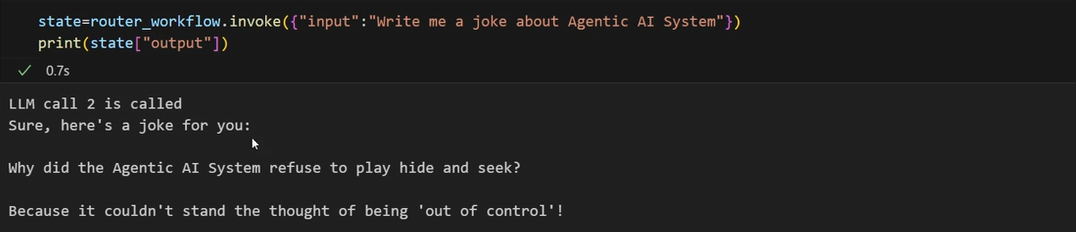 state=router_workflow.invoke({"input":"Write me a joke about Agentic AI System"})
print(state["output"])
✓ 0.7s
LLM call 2 is called
Sure, here's a joke for you:
Why did the Agentic AI System refuse to play hide and seek?
Because it couldn't stand the thought of being 'out of control'!